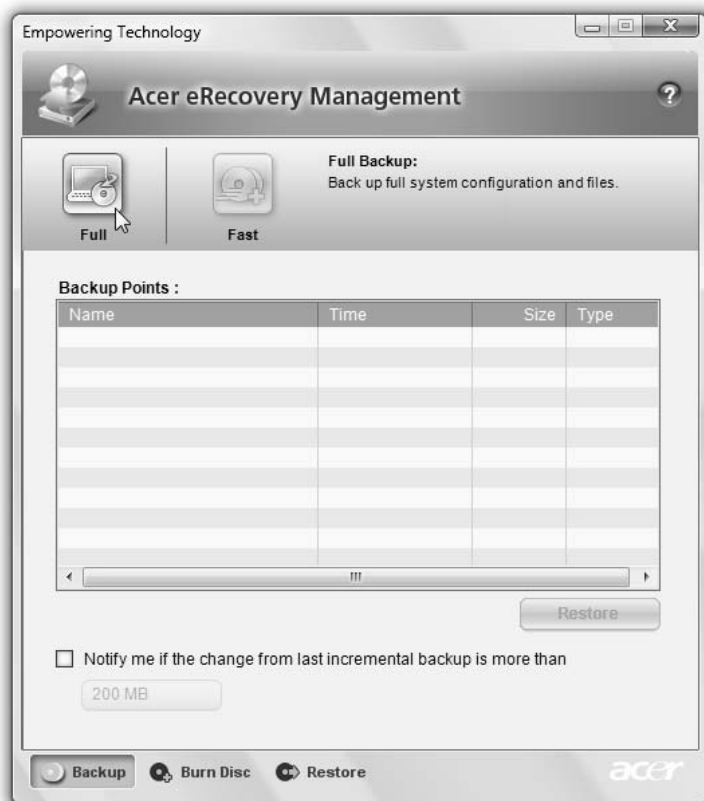 Empowering Technology
Acer eRecovery Management
?
Full Backup:
Back up full system configuration and files.
Full
Fast
Backup Points :
Name Time Size Type
Restore
Notify me if the change from last incremental backup is more than
200 MB
Backup Burn Disc Restore
acer